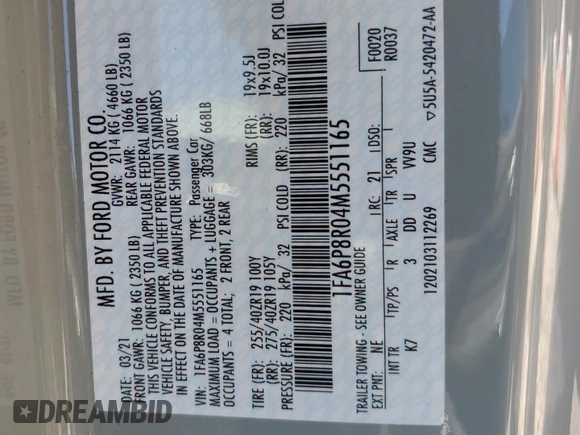 MFD. BY FORD MOTOR CO.
DATE: 03/21 GVWR: 2114 KG ( 4660 LB)
FRONT GAWR: 1066 KG ( 2350 LB) REAR GAWR: 1066 KG ( 2350 LB)
THIS VEHICLE CONFORMS TO ALL APPLICABLE FEDERAL MOTOR
VEHICLE SAFETY, BUMPER, AND THEFT PREVENTION STANDARDS
IN EFFECT ON THE DATE OF MANUFACTURE SHOWN ABOVE.
VIN: 1FA6P8R04M5551165 TYPE: Passenger Car
MAXIMUM LOAD = OCCUPANTS + LUGGAGE = 303KG/ 668LB
OCCUPANTS = 4 TOTAL; 2 FRONT, 2 REAR
TIRE (FR): 255/40ZR19 100Y RIMS (FR): 19x9.5J
(RR): 275/40ZR19 105Y (RR): 19x10.0J
PRESSURE (FR): 220 kPa/ 32 PSI COLD (RR): 220 kPa/ 32 PSI COL
1FA6P8R04M5551165
TRAILER TOWING - SEE OWNER GUIDE F0020
EXT PNT: NE RC: 21 DSO: R0037
INT TR TP/PS R AXLE TR SPR
K7 3 DD U VV9U
1202103112269 CMC ▽5U5A-5420472-AA
DREAMBID